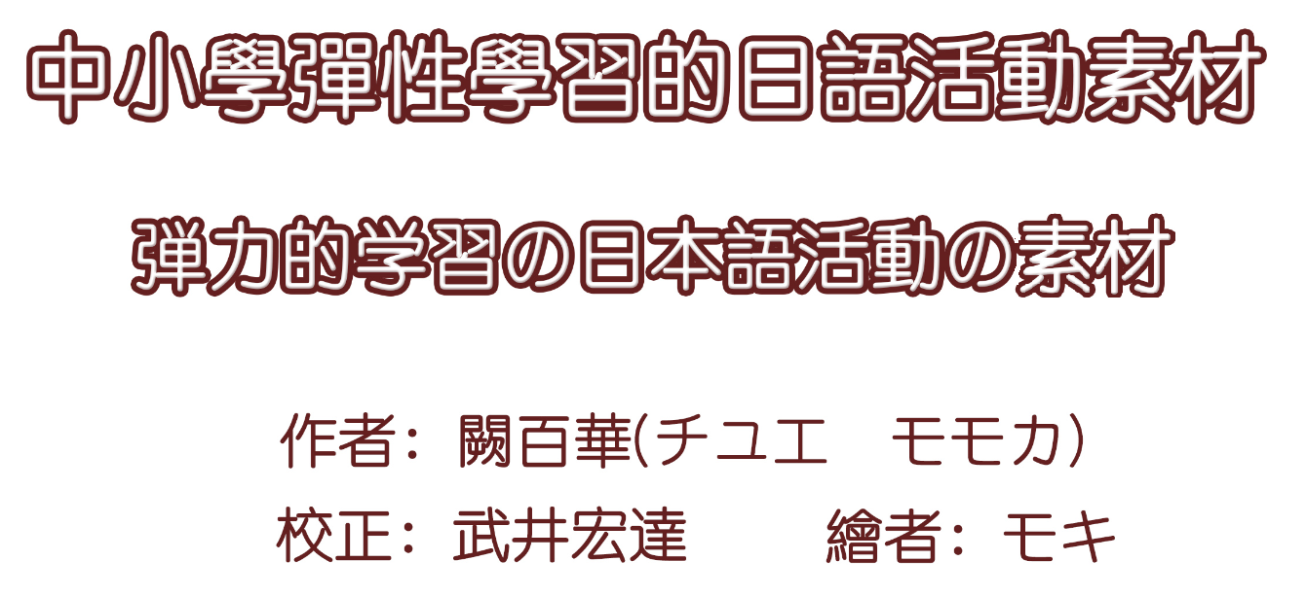 中小學彈性學習的日語活動素材
弾力的学習の日本語活動の素材
作者：闕百華(チユエ　モモカ)
校正：武井宏達　　繪者：モキ